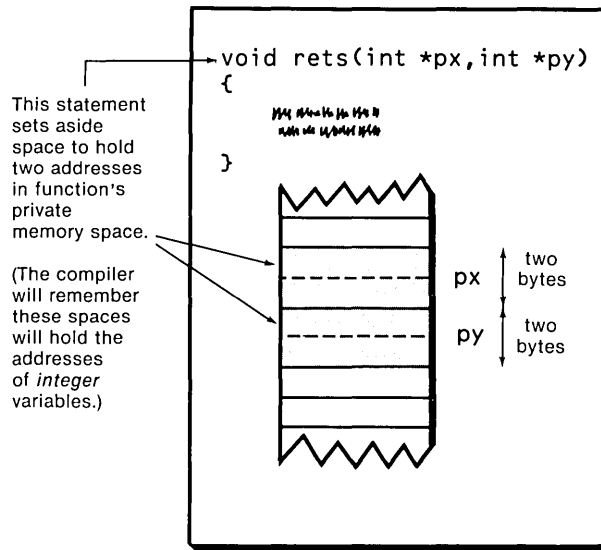 void rets(int *px,int *py)
{
}
This statement
sets aside
space to hold
two addresses
in function's
private
memory space.
(The compiler
will remember
these spaces
will hold the
addresses
of integer
variables.)
px
two
bytes
py
two
bytes